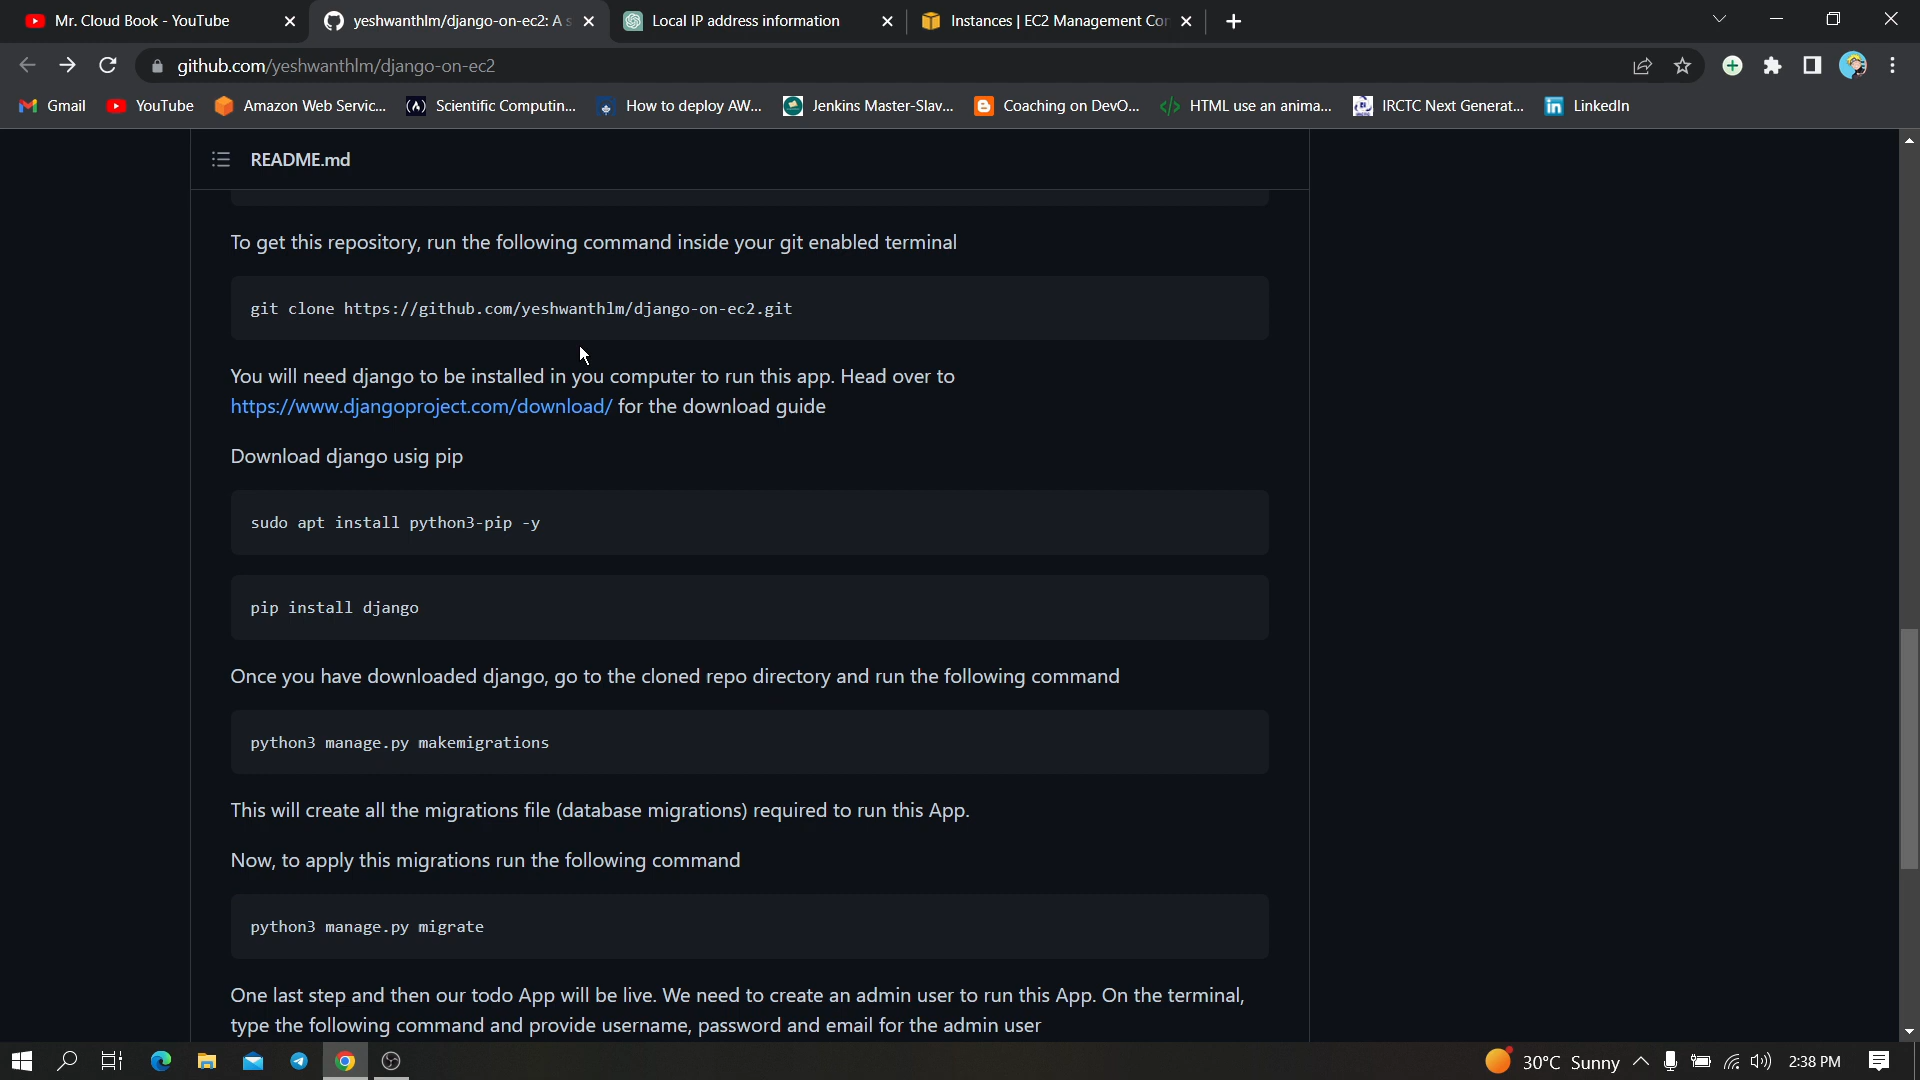 Mr. Cloud Book - YouTube
yeshwanthlm/django-on-ec2: A s
Local IP address information
Instances | EC2 Management Con
github.com/yeshwanthlm/django-on-ec2
Gmail
YouTube
Amazon Web Servic...
Scientific Computin...
How to deploy AW...
Jenkins Master-Slav...
Coaching on DevO...
HTML use an anima...
IRCTC Next Generat...
LinkedIn
README.md
To get this repository, run the following command inside your git enabled terminal
git clone https://github.com/yeshwanthlm/django-on-ec2.git
You will need django to be installed in you computer to run this app. Head over to
https://www.djangoproject.com/download/ for the download guide
Download django usig pip
sudo apt install python3-pip -y
pip install django
Once you have downloaded django, go to the cloned repo directory and run the following command
python3 manage.py makemigrations
This will create all the migrations file (database migrations) required to run this App.
Now, to apply this migrations run the following command
python3 manage.py migrate
One last step and then our todo App will be live. We need to create an admin user to run this App. On the terminal,
type the following command and provide username, password and email for the admin user
30°C Sunny
2:38 PM